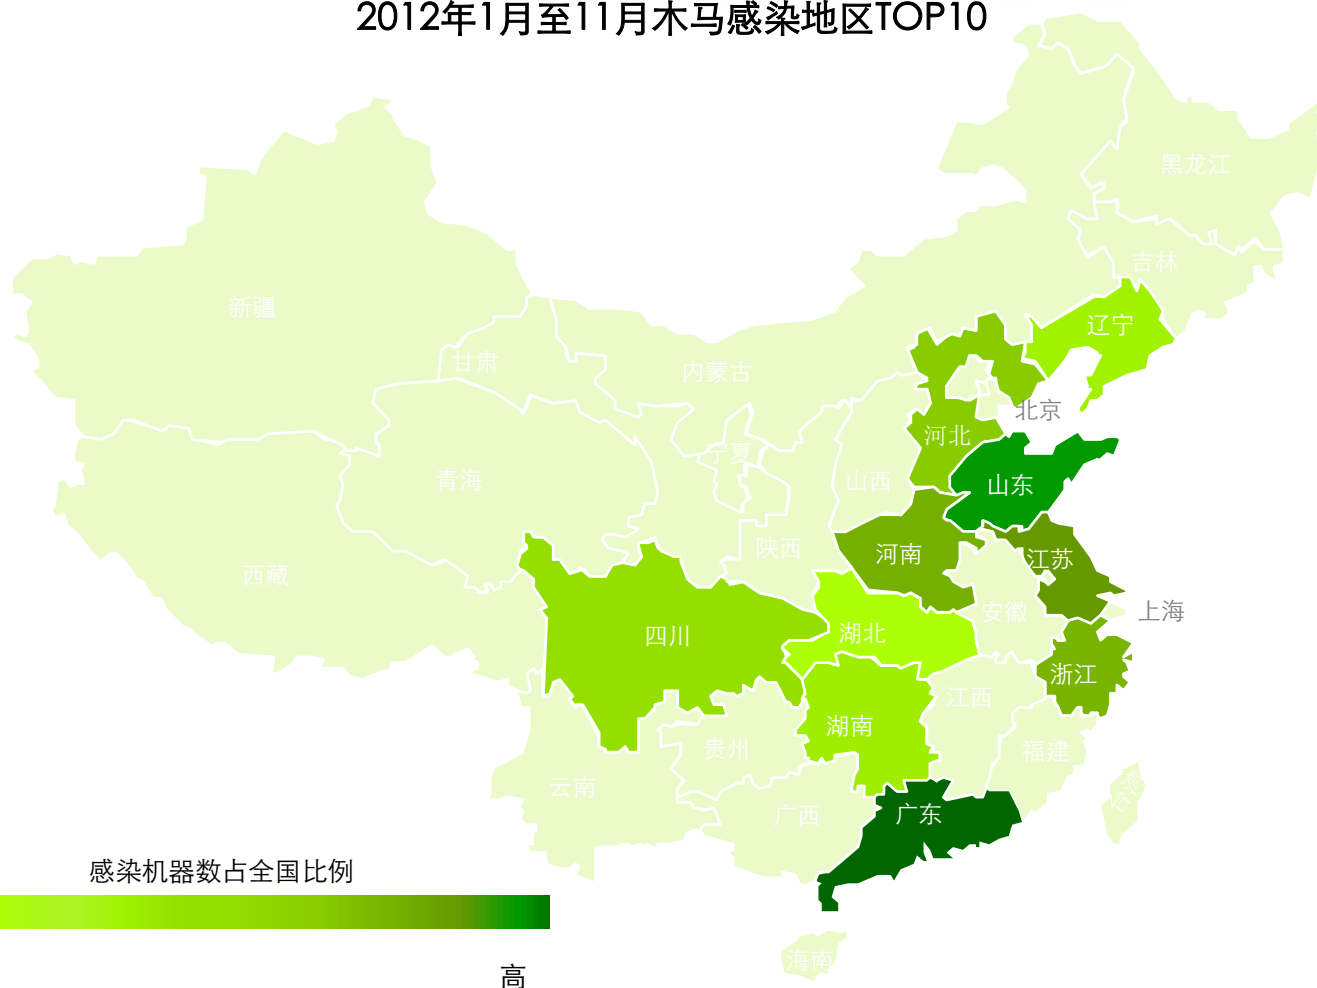 2012年1月至11月木马感染地区TOP10
黑龙江
吉林
新疆
辽宁
甘肃
内蒙古
北京
河北
宁夏
青海
山西
山东
陕西
河南
江苏
西藏
安徽
上海
四川
湖北
浙江
江西
湖南
贵州
福建
云南
台湾
广西
广东
感染机器数占全国比例
海南
高